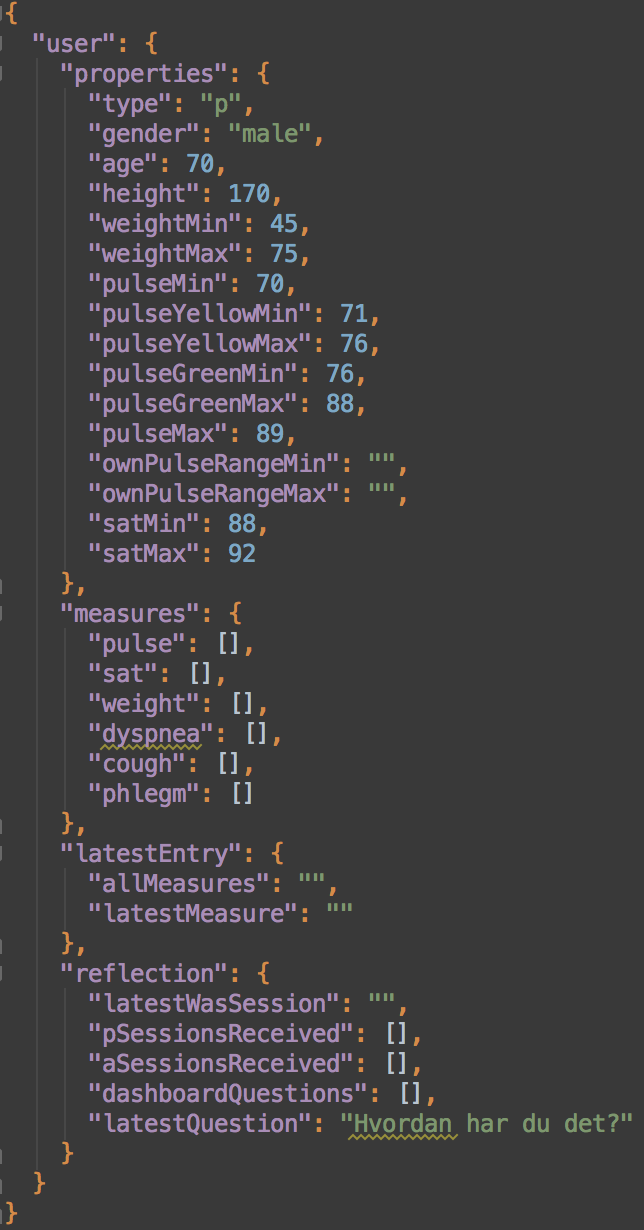 {
"user": {
"properties": {
"type": "p",
"gender": "male",
"age": 70,
"height": 170,
"weightMin": 45,
"weightMax": 75,
"pulseMin": 70,
"pulseYellowMin": 71,
"pulseYellowMax": 76,
"pulseGreenMin": 76,
"pulseGreenMax": 88,
"pulseMax": 89,
"ownPulseRangeMin": "",
"ownPulseRangeMax": "",
"satMin": 88,
"satMax": 92
},
"measures": {
"pulse": [],
"sat": [],
"weight": [],
"dyspnea": [],
"cough": [],
"phlegm": []
},
"latestEntry": {
"allMeasures": "",
"latestMeasure": ""
},
"reflection": {
"latestWasSession": "",
"pSessionsReceived": [],
"aSessionsReceived": [],
"dashboardQuestions": [],
"latestQuestion": "Hvordan har du det?"
}
}
}